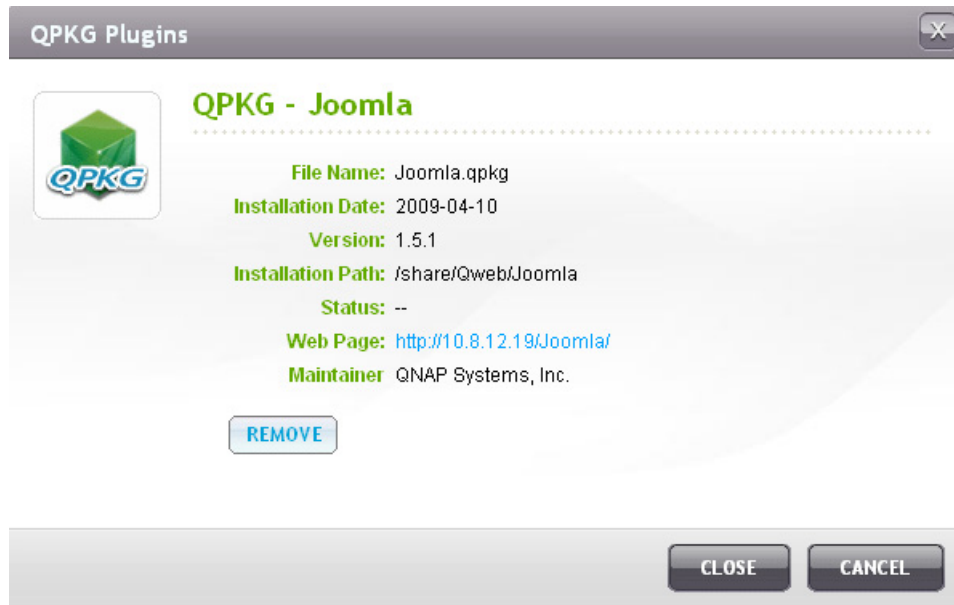 QPKG Plugins
X
QPKG
QPKG - Joomla
File Name: Joomla.qpkg
Installation Date: 2009-04-10
Version: 1.5.1
Installation Path: /share/Qweb/Joomla
Status: --
Web Page: http://10.8.12.19/Joomla/
Maintainer QNAP Systems, Inc.
REMOVE
CLOSE
CANCEL